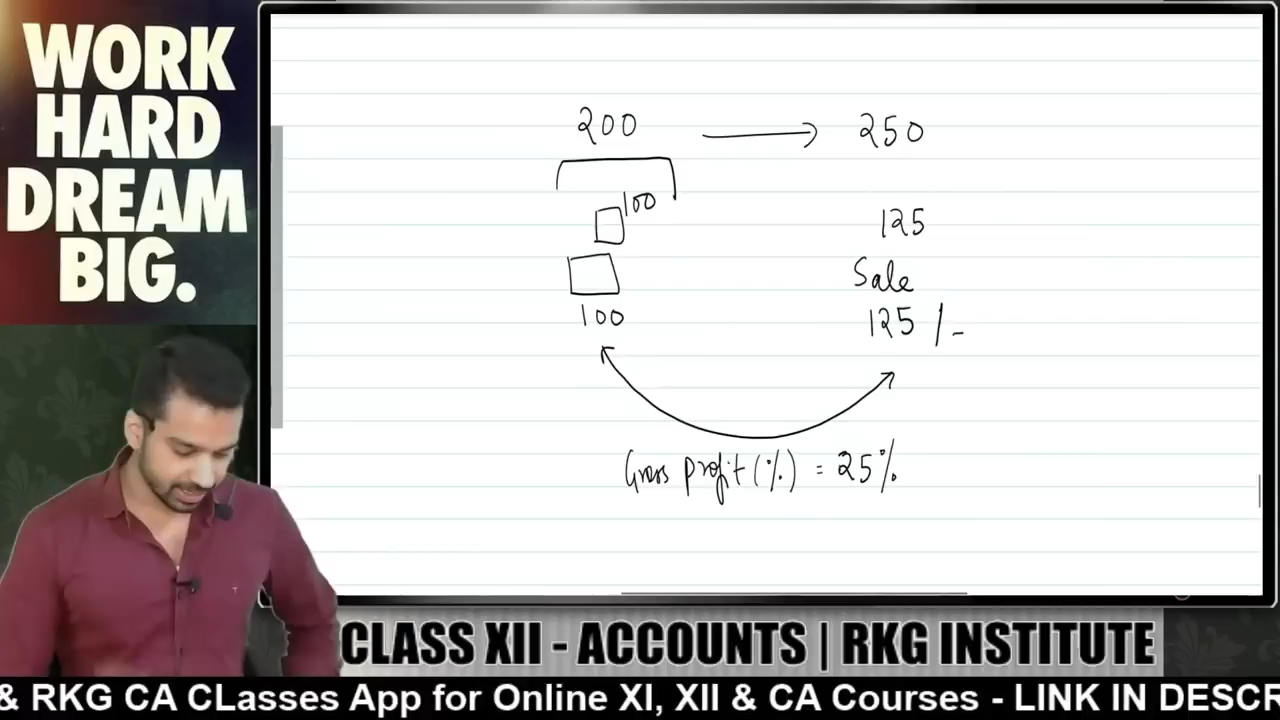 WORK
HARD
DREAM
BIG.
200 → 250
100
125
Sale
100
125 /-
Gross profit (%) = 25%
CLASS XII - ACCOUNTS | RKG INSTITUTE
& RKG CA CLasses App for Online XI, XII & CA Courses - LINK IN DESCR